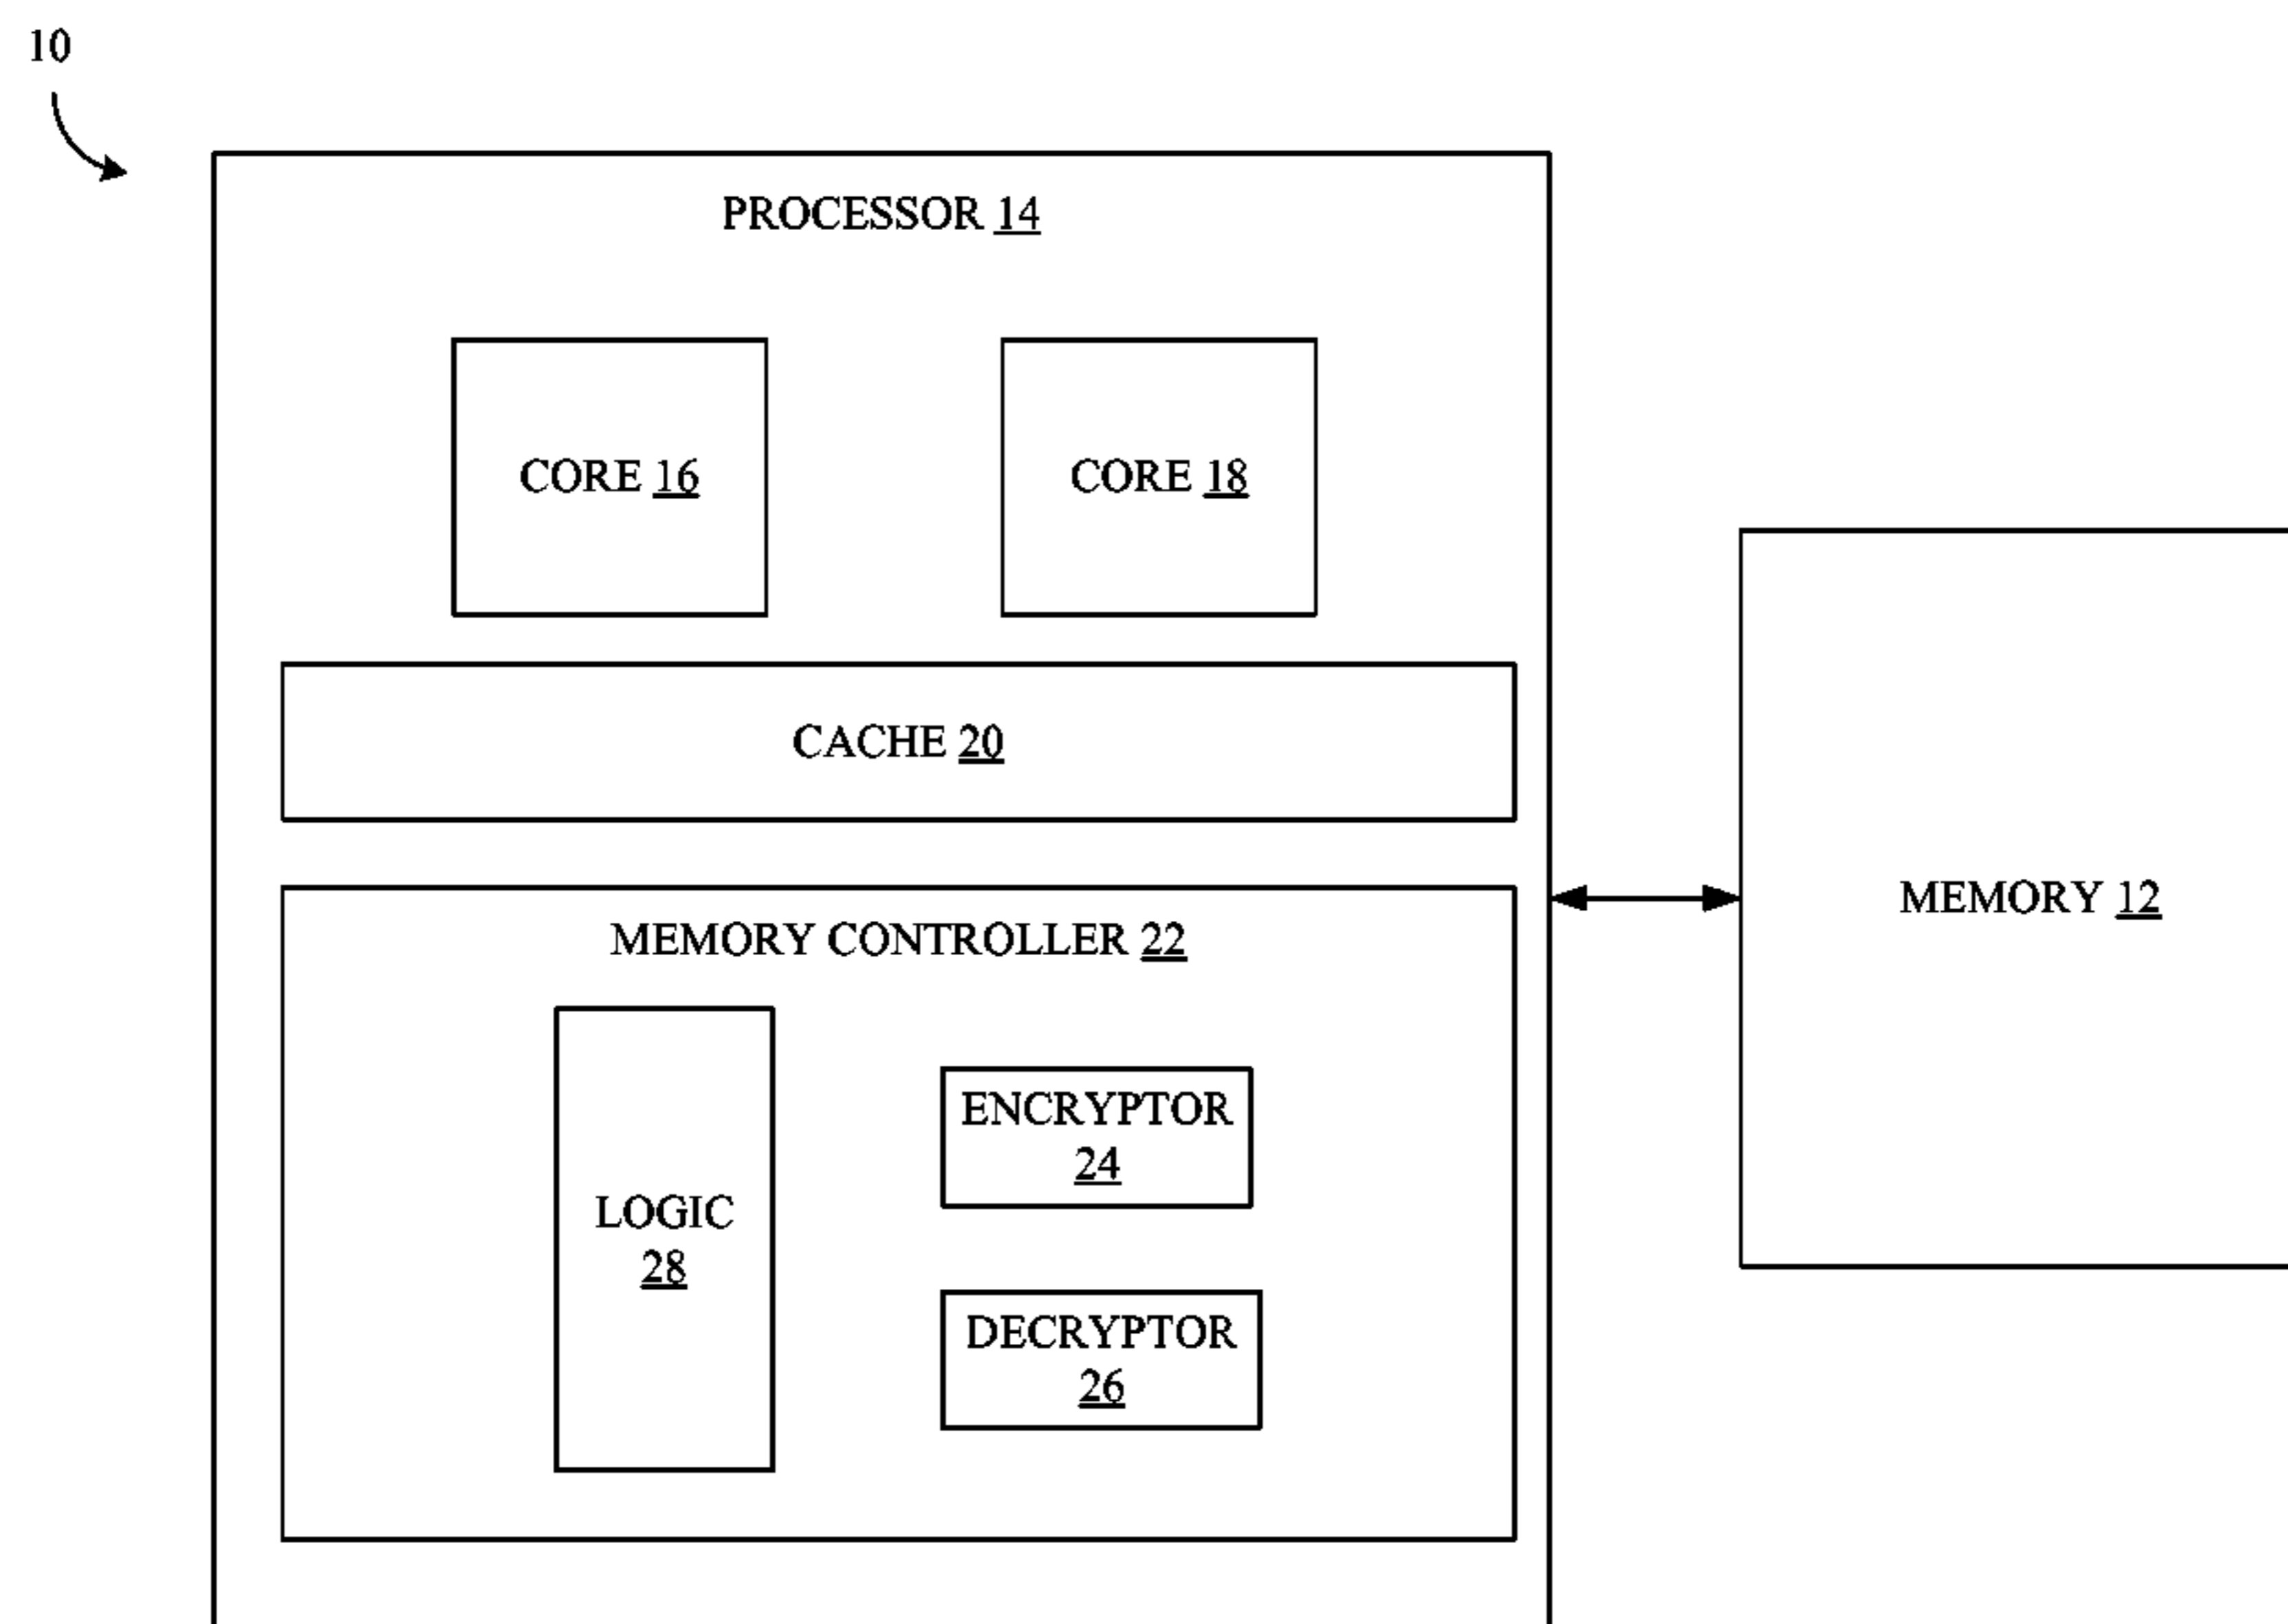 10
PROCESSOR 14
CORE 16
CORE 18
CACHE 20
MEMORY 12
MEMORY CONTROLLER 22
ENCRYPTOR
24
LOGIC
28
DECRYPTOR
26